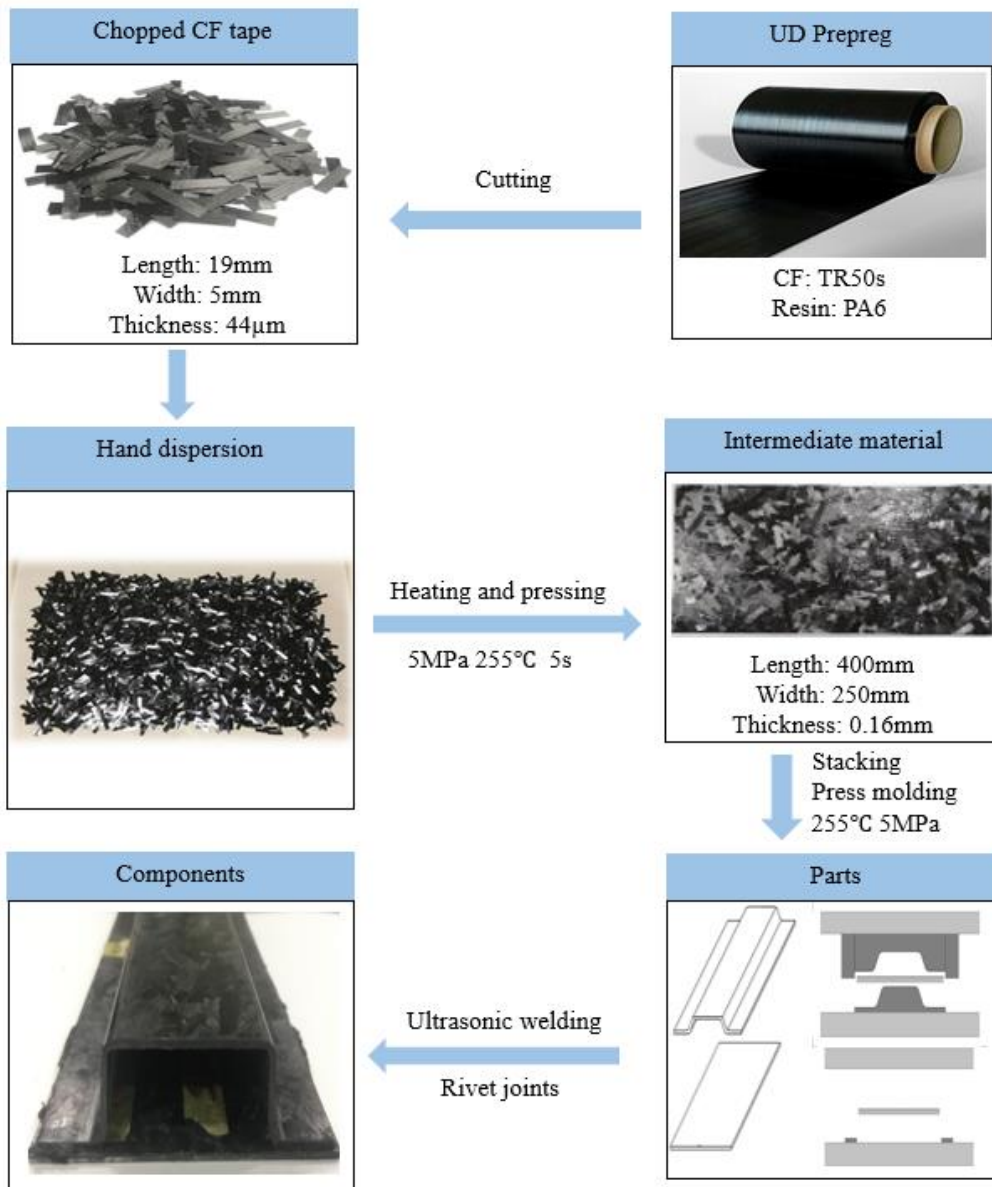 Chopped CF tape
UD Prepreg
Cutting
Length: 19mm
Width: 5mm
Thickness: 44µm
CF: TR50s
Resin: PA6
Hand dispersion
Intermediate material
Heating and pressing
5MPa 255℃ 5s
Length: 400mm
Width: 250mm
Thickness: 0.16mm
Stacking
Press molding
255℃ 5MPa
Components
Parts
Ultrasonic welding
Rivet joints